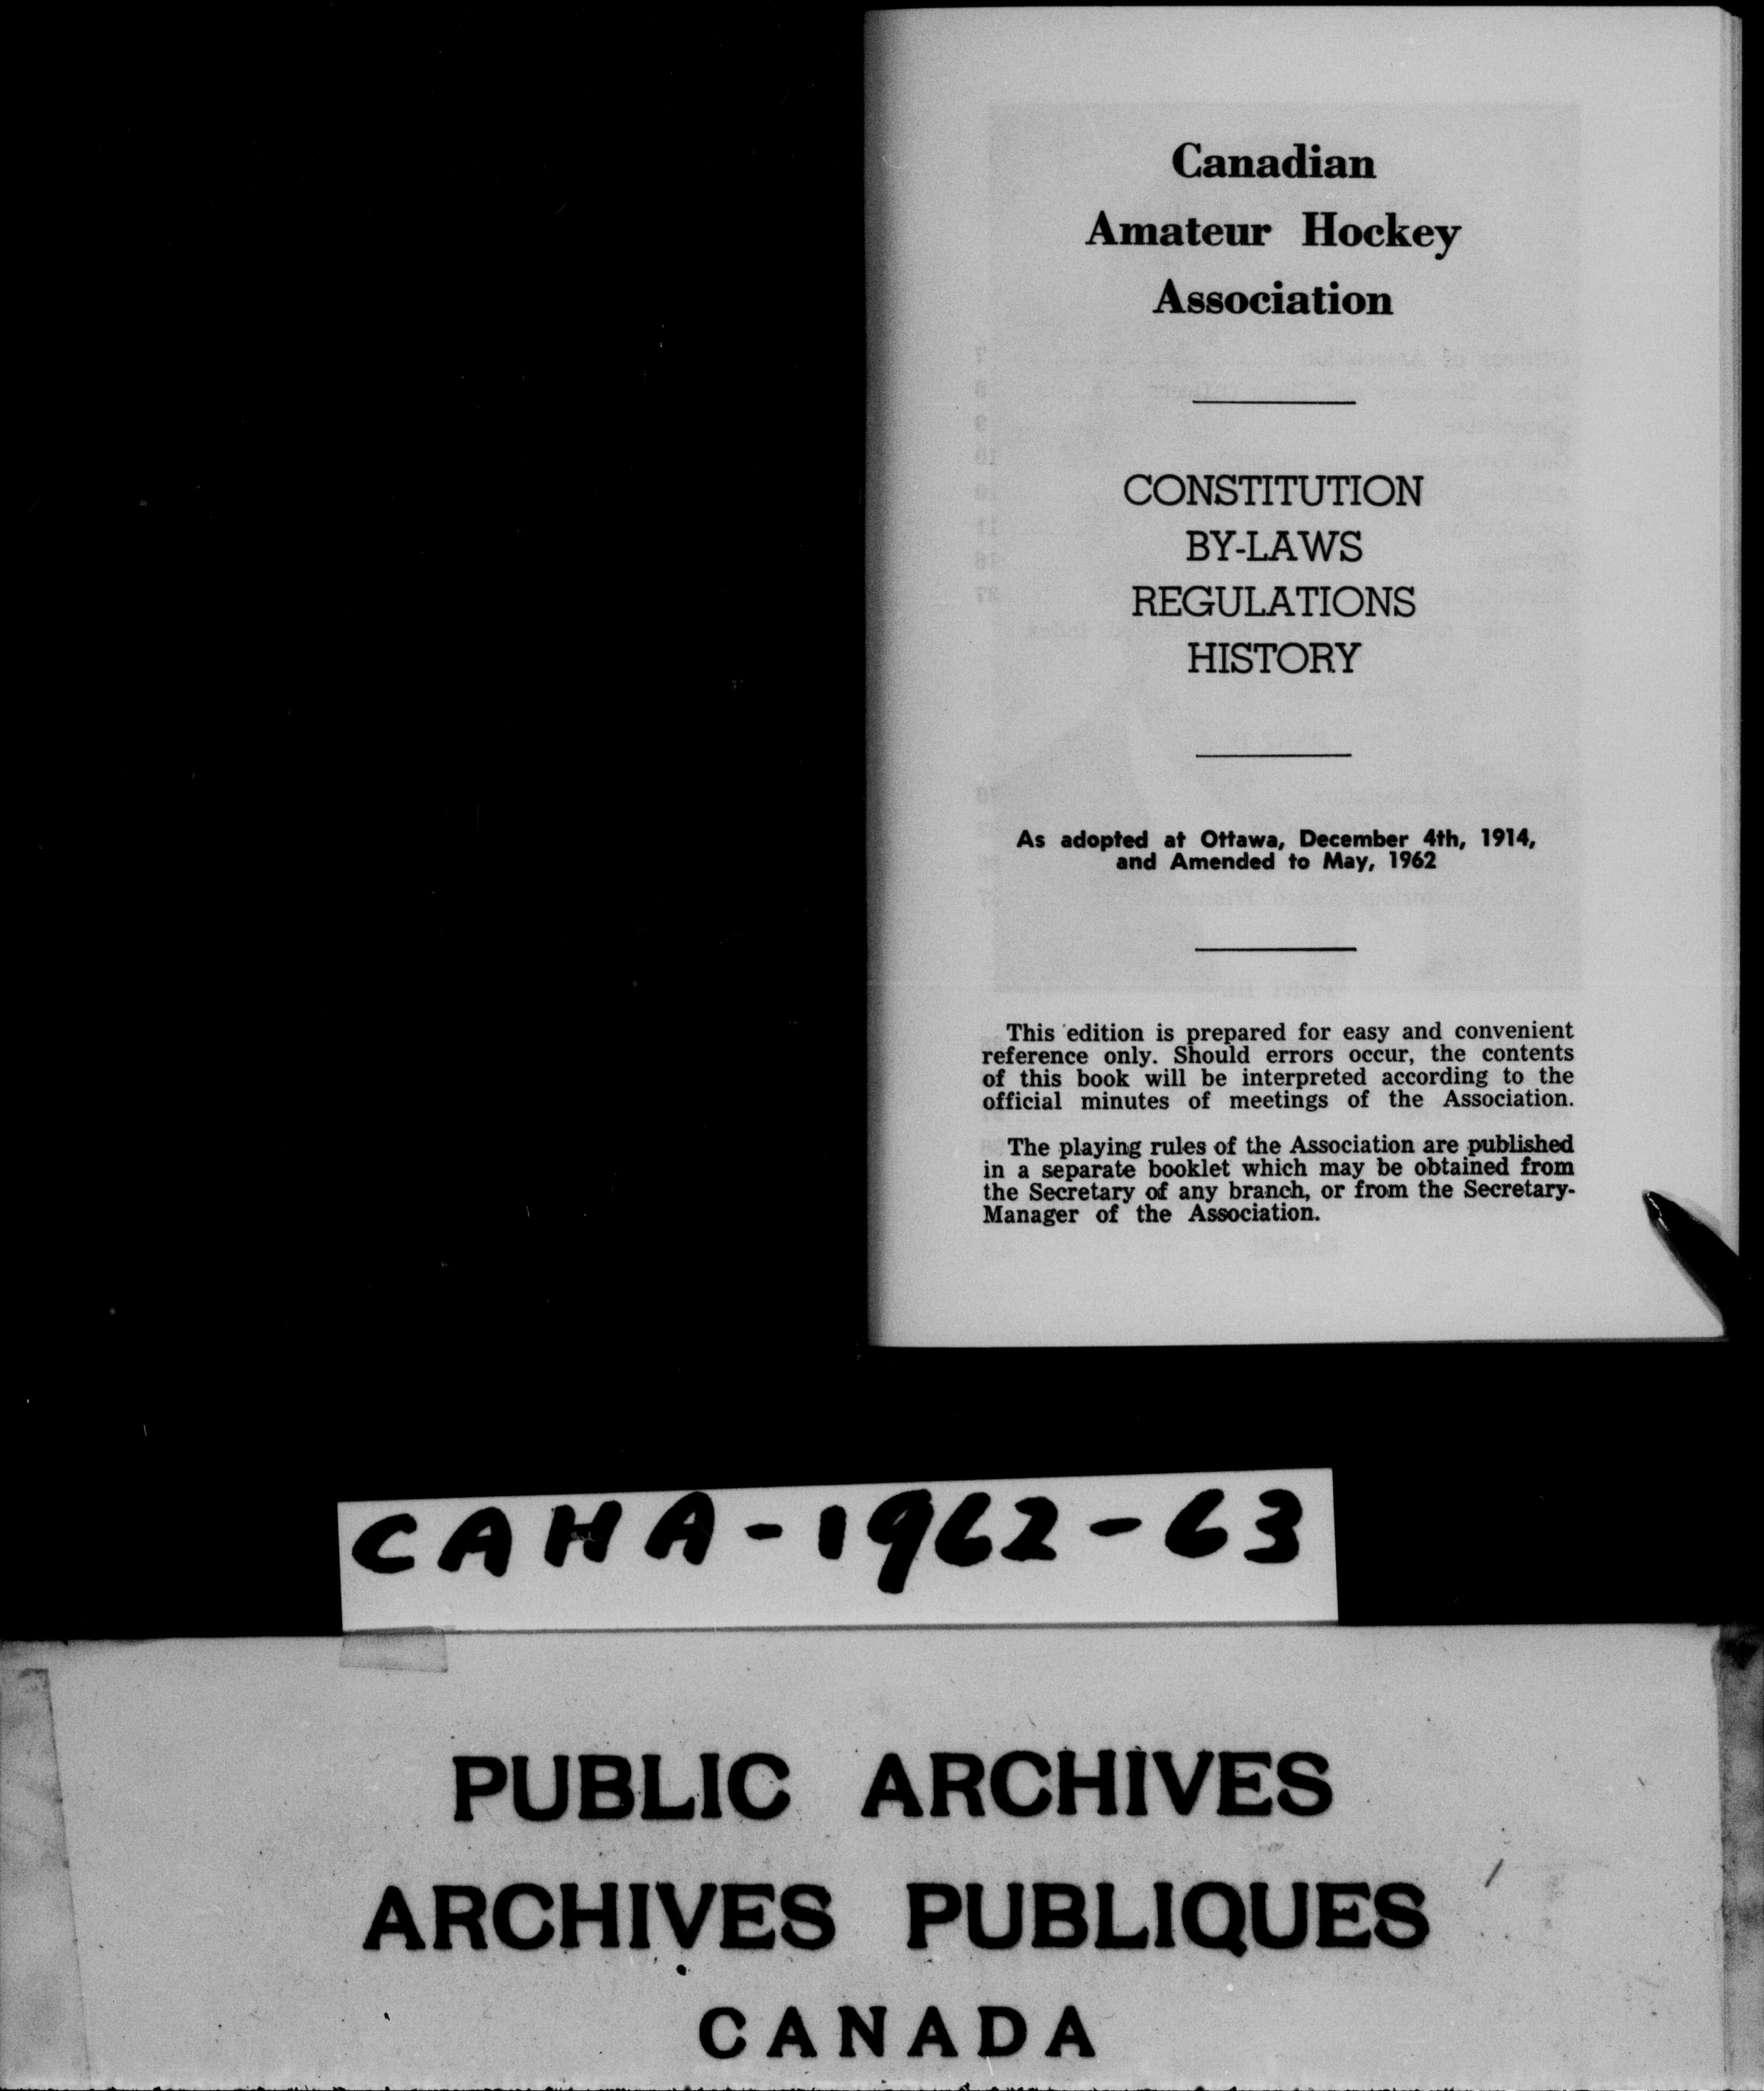 Canadian
Amateur Hockey
Association
CONSTITUTION
BY-LAWS
REGULATIONS
HISTORY
As adopted at Ottawa, December 4th, 1914,
and Amended to May, 1962
This edition is prepared for easy and convenient
reference only. Should errors occur, the contents
of this book will be interpreted according to the
official minutes of meetings of the Association.
The playing rules of the Association are published
in a separate booklet which may be obtained from
the Secretary of any branch, or from the Secretary-
Manager of the Association.
CAHA-1962-63
PUBLIC ARCHIVES
ARCHIVES PUBLIQUES
CANADA